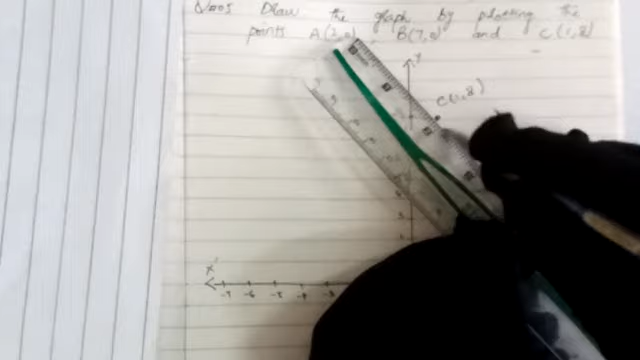 Draw the graph by plotting the
points A(2,0), B(7,0) and C(1,8)
y
C(1,8)
x'
-7 -6 -5 -4 -3